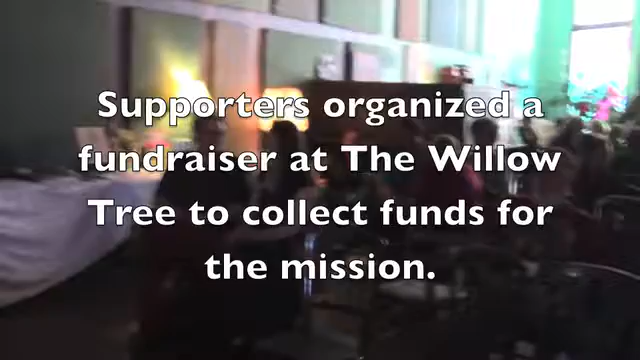 Supporters organized a
fundraiser at The Willow
Tree to collect funds for
the mission.